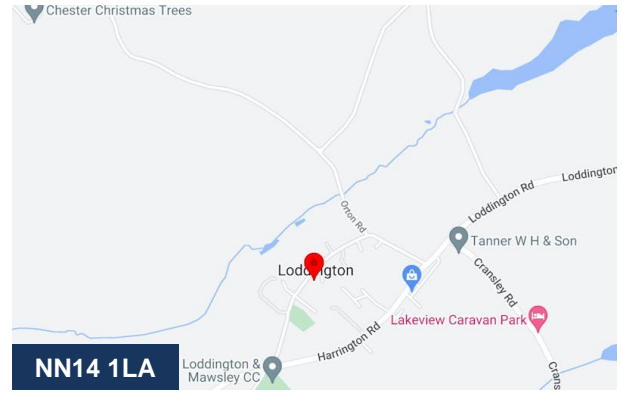 Chester Christmas Trees
Loddington Rd
Loddington
Orton Rd
Tanner W H & Son
Loddington
Cransley Rd
Lakeview Caravan Park
Harrington Rd
Loddington &
Mawsley CC
Crans
NN14 1LA